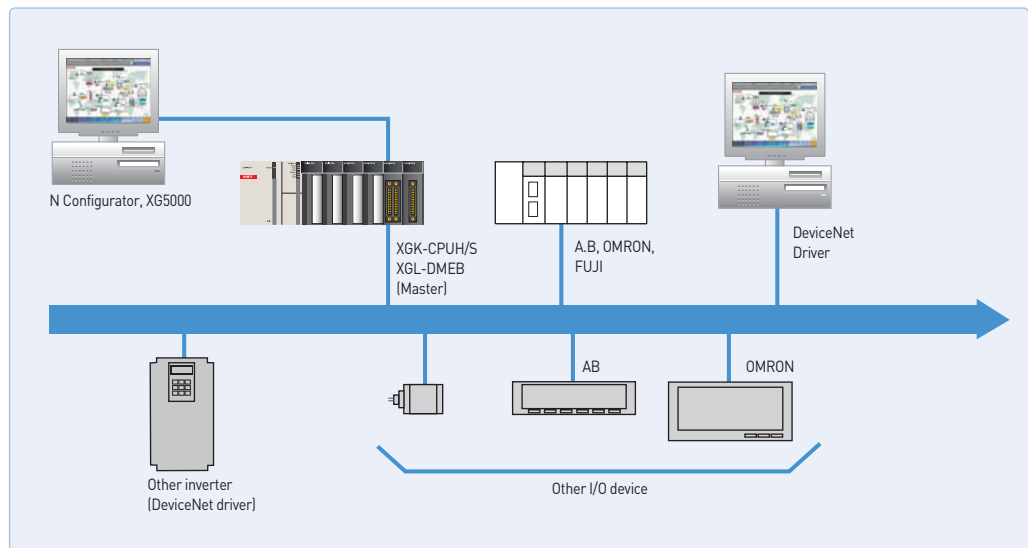 N Configurator, XG5000
XGK-CPUH/S
XGL-DMEB
(Master)
A.B, OMRON,
FUJI
DeviceNet
Driver
AB
OMRON
Other inverter
(DeviceNet driver)
Other I/O device